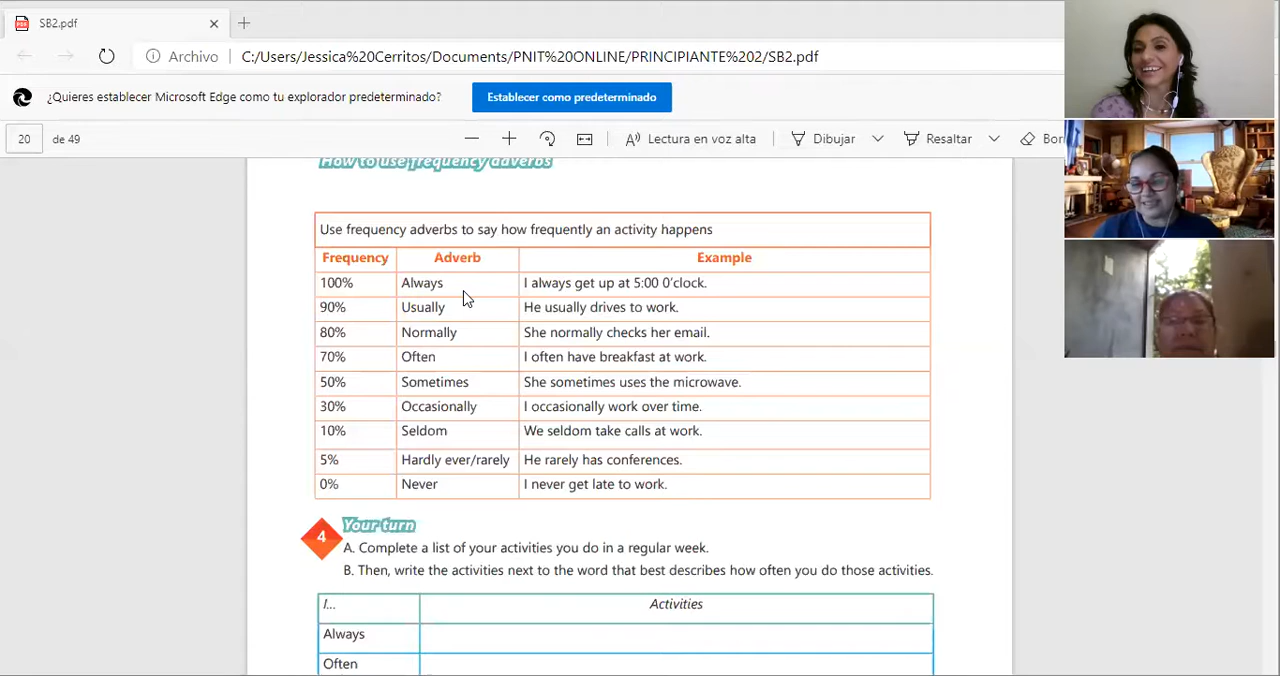 SB2.pdf
Archivo C:/Users/Jessica%20Cerritos/Documents/PNIT%20ONLINE/PRINCIPIANTE%202/SB2.pdf
¿Quieres establecer Microsoft Edge como tu explorador predeterminado? Establecer como predeterminado
20 de 49 Lectura en voz alta Dibujar Resaltar Bor
How to use frequency adverbs
Use frequency adverbs to say how frequently an activity happens
Frequency Adverb Example
100% Always I always get up at 5:00 0'clock.
90% Usually He usually drives to work.
80% Normally She normally checks her email.
70% Often I often have breakfast at work.
50% Sometimes She sometimes uses the microwave.
30% Occasionally I occasionally work over time.
10% Seldom We seldom take calls at work.
5% Hardly ever/rarely He rarely has conferences.
0% Never I never get late to work.
4 Your turn
A. Complete a list of your activities you do in a regular week.
B. Then, write the activities next to the word that best describes how often you do those activities.
I... Activities
Always
Often